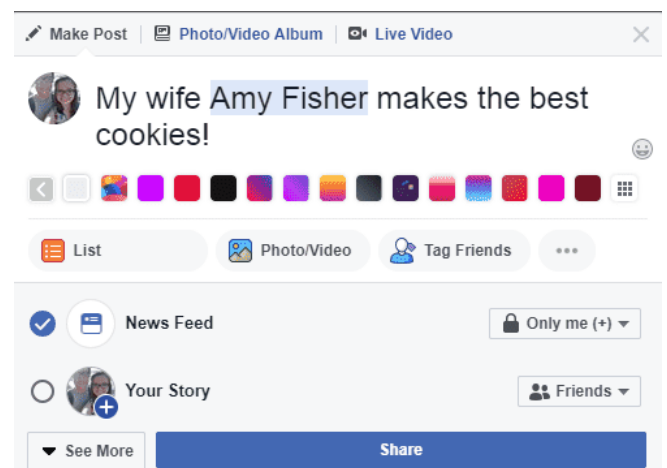 Make Post Photo/Video Album Live Video
My wife Amy Fisher makes the best
cookies!
List Photo/Video Tag Friends
News Feed Only me (+)
Your Story Friends
See More Share